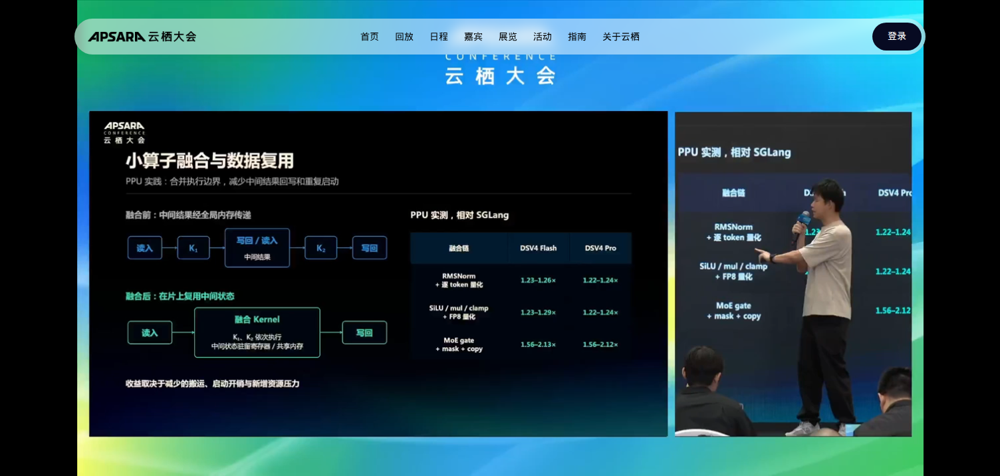 APSARA 云栖大会
首页 回放 日程 嘉宾 展览 活动 指南 关于云栖
登录
CONFERENCE
云栖大会
APSARA
CONFERENCE
云栖大会
小算子融合与数据复用
PPU 实践：合并执行边界，减少中间结果回写和重复启动
融合前：中间结果经全局内存传递
读入
K₁
写回 / 读入
中间结果
K₂
写回
融合后：在片上复用中间状态
读入
融合 Kernel
K₁、K₂ 依次执行
中间状态驻留寄存器 / 共享内存
写回
收益取决于减少的搬运、启动开销与新增资源压力
PPU 实测，相对 SGLang
融合链 DSV4 Flash DSV4 Pro
RMSNorm
+ 逐 token 量化
1.23–1.26× 1.22–1.24×
SiLU / mul / clamp
+ FP8 量化
1.23–1.29× 1.22–1.24×
MoE gate
+ mask + copy
1.56–2.13× 1.56–2.12×
PPU 实测，相对 SGLang
融合链 DSV4 Pro
RMSNorm
+ 逐 token 量化
1.23 1.22–1.24
SiLU / mul / clamp
+ FP8 量化
1.22–1.24
MoE gate
+ mask + copy
1.56–2.12